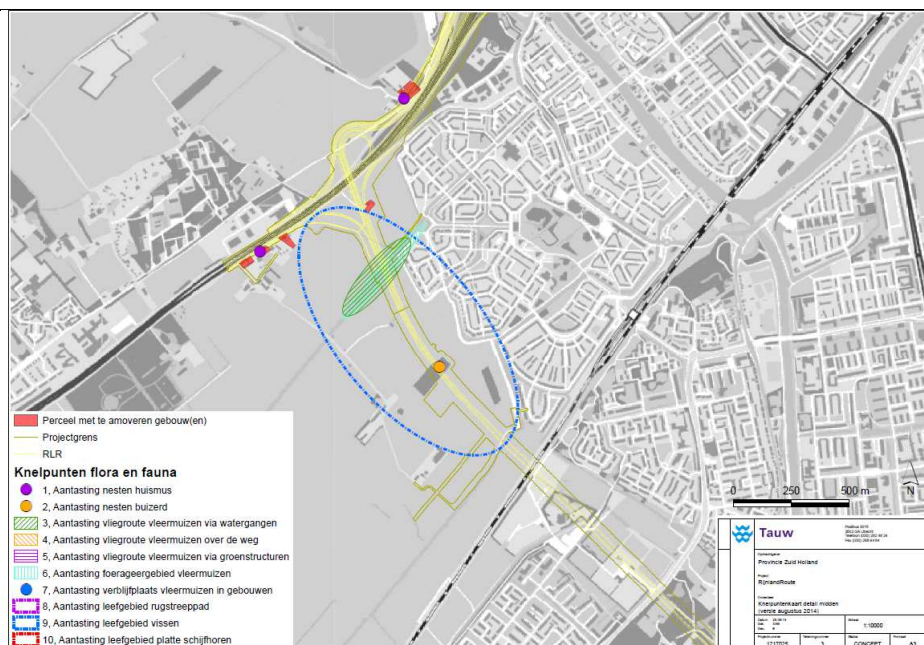 Perceel met te amoveren gebouw(en)
Projectgrens
RLR
Knelpunten flora en fauna
1, Aantasting nesten huismus
2, Aantasting nesten buizerd
3, Aantasting vliegroute vleermuizen via watergangen
4, Aantasting vliegroute vleermuizen over de weg
5, Aantasting vliegroute vleermuizen via groenstructuren
6, Aantasting foerageergebied vleermuizen
7, Aantasting verblijfplaats vleermuizen in gebouwen
8, Aantasting leefgebied rugstreeppad
9, Aantasting leefgebied vissen
10, Aantasting leefgebied platte schijfhoren
N
0 250 500 m
Tauw
Provincie Zuid Holland
Project
RijnlandRoute
Knelpuntenkaart detail midden
(versie augustus 2014)
1:10000
CONCEPT A3